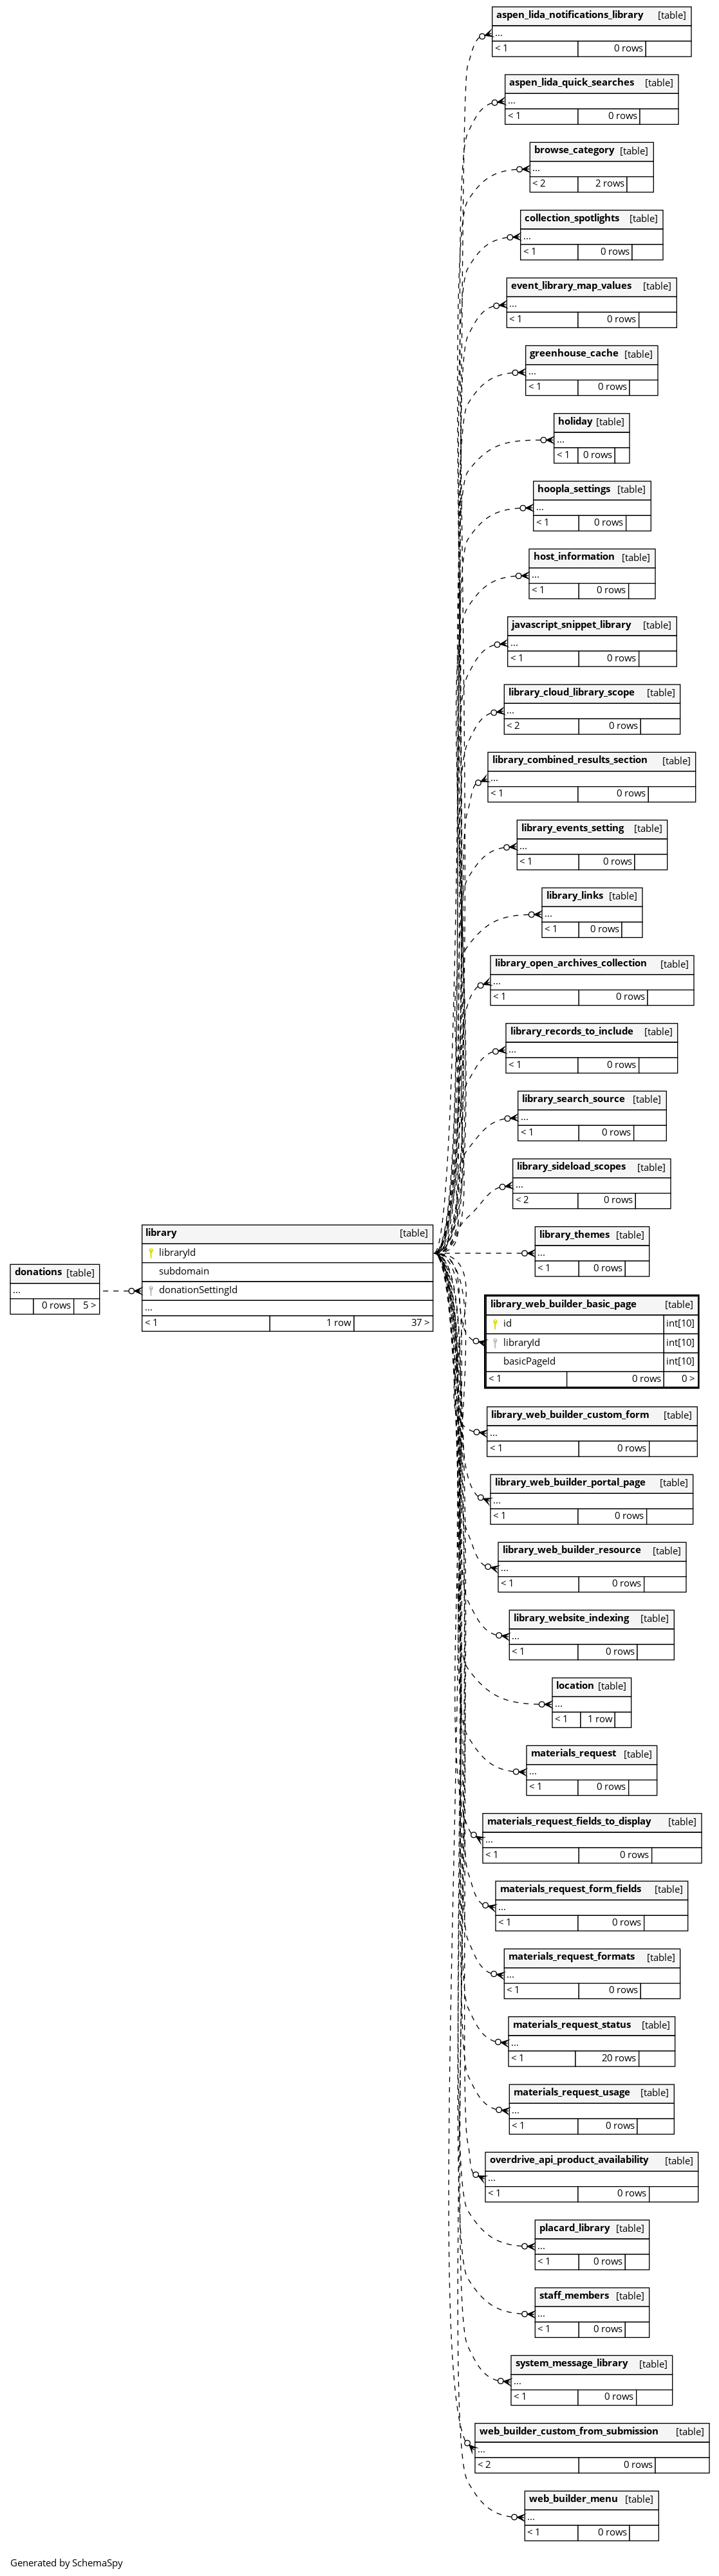 aspen_lida_notifications_library [table]
...
< 1 0 rows
aspen_lida_quick_searches [table]
...
< 1 0 rows
browse_category [table]
...
< 2 2 rows
collection_spotlights [table]
...
< 1 0 rows
event_library_map_values [table]
...
< 1 0 rows
greenhouse_cache [table]
...
< 1 0 rows
holiday [table]
...
< 1 0 rows
hoopla_settings [table]
...
< 1 0 rows
host_information [table]
...
< 1 0 rows
javascript_snippet_library [table]
...
< 1 0 rows
library_cloud_library_scope [table]
...
< 2 0 rows
library_combined_results_section [table]
...
< 1 0 rows
library_events_setting [table]
...
< 1 0 rows
library_links [table]
...
< 1 0 rows
library_open_archives_collection [table]
...
< 1 0 rows
library_records_to_include [table]
...
< 1 0 rows
library_search_source [table]
...
< 1 0 rows
library_sideload_scopes [table]
...
< 2 0 rows
donations [table]
...
0 rows 5 >
library [table]
libraryId
subdomain
donationSettingId
...
< 1 1 row 37 >
library_themes [table]
...
< 1 0 rows
library_web_builder_basic_page [table]
id int[10]
libraryId int[10]
basicPageId int[10]
< 1 0 rows 0 >
library_web_builder_custom_form [table]
...
< 1 0 rows
library_web_builder_portal_page [table]
...
< 1 0 rows
library_web_builder_resource [table]
...
< 1 0 rows
library_website_indexing [table]
...
< 1 0 rows
location [table]
...
< 1 1 row
materials_request [table]
...
< 1 0 rows
materials_request_fields_to_display [table]
...
< 1 0 rows
materials_request_form_fields [table]
...
< 1 0 rows
materials_request_formats [table]
...
< 1 0 rows
materials_request_status [table]
...
< 1 20 rows
materials_request_usage [table]
...
< 1 0 rows
overdrive_api_product_availability [table]
...
< 1 0 rows
placard_library [table]
...
< 1 0 rows
staff_members [table]
...
< 1 0 rows
system_message_library [table]
...
< 1 0 rows
web_builder_custom_from_submission [table]
...
< 2 0 rows
web_builder_menu [table]
...
< 1 0 rows
Generated by SchemaSpy